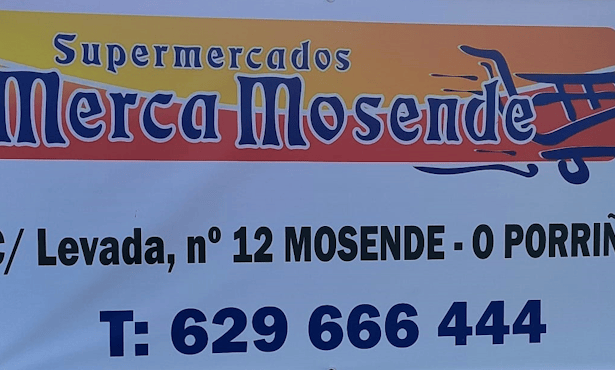 Supermercados
Merca Mosende
C/ Levada, nº 12 MOSENDE - O PORRIÑ
T: 629 666 444